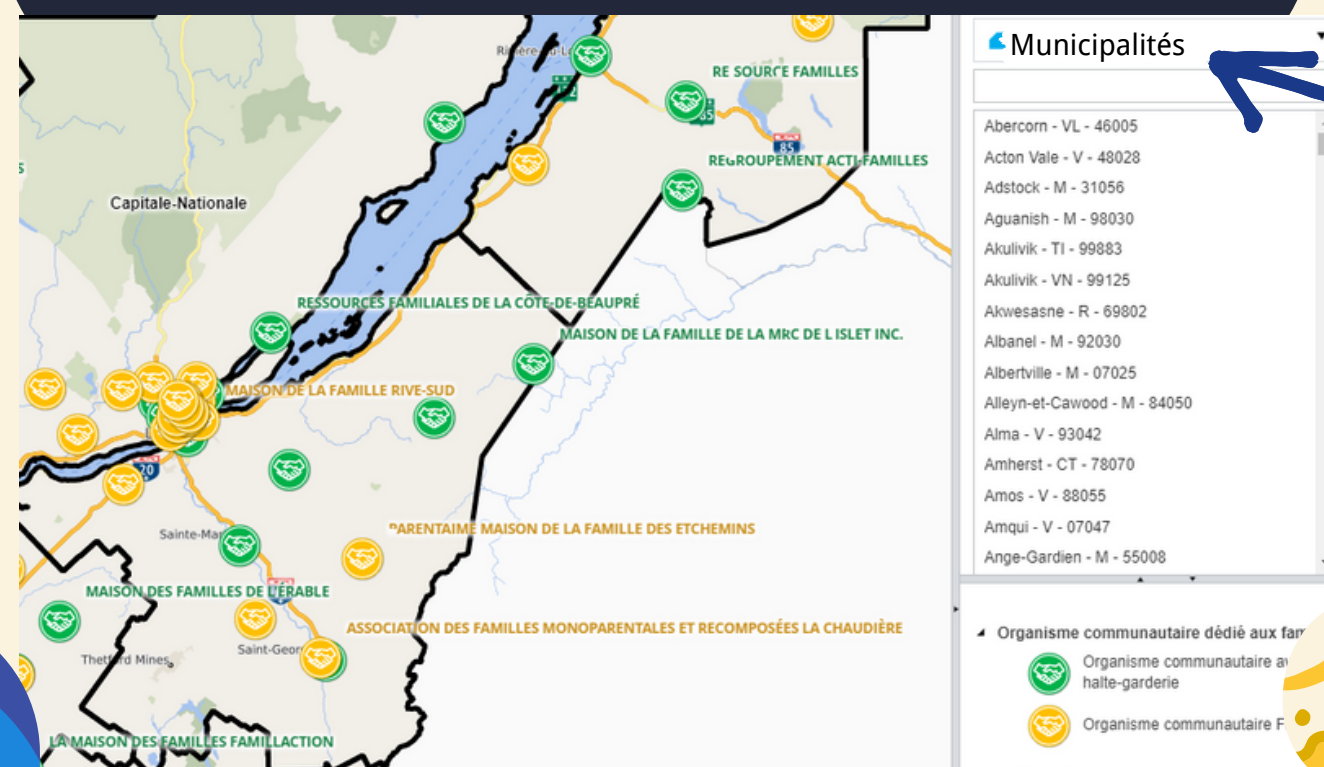 Municipalités
RE SOURCE FAMILLES
85
REGROUPEMENT ACTI-FAMILLES
Capitale-Nationale
RESSOURCES FAMILIALES DE LA CÔTE-DE-BEAUPRÉ
MAISON DE LA FAMILLE DE LA MRC DE L ISLET INC.
MAISON DE LA FAMILLE RIVE-SUD
20
PARENTAIME MAISON DE LA FAMILLE DES ETCHEMINS
MAISON DES FAMILLES DE L'ÉRABLE
ASSOCIATION DES FAMILLES MONOPARENTALES ET RECOMPOSÉES LA CHAUDIÈRE
Thetford Mines
LA MAISON DES FAMILLES FAMILLACTION
Abercorn - VL - 46005
Acton Vale - V - 48028
Adstock - M - 31056
Aguanish - M - 98030
Akulivik - TI - 99883
Akulivik - VN - 99125
Akwesasne - R - 69802
Albanel - M - 92030
Albertville - M - 07025
Alleyn-et-Cawood - M - 84050
Alma - V - 93042
Amherst - CT - 78070
Amos - V - 88055
Amqui - V - 07047
Ange-Gardien - M - 55008
Organisme communautaire dédié aux
Organisme communautaire
halte-garderie
Organisme communautaire F